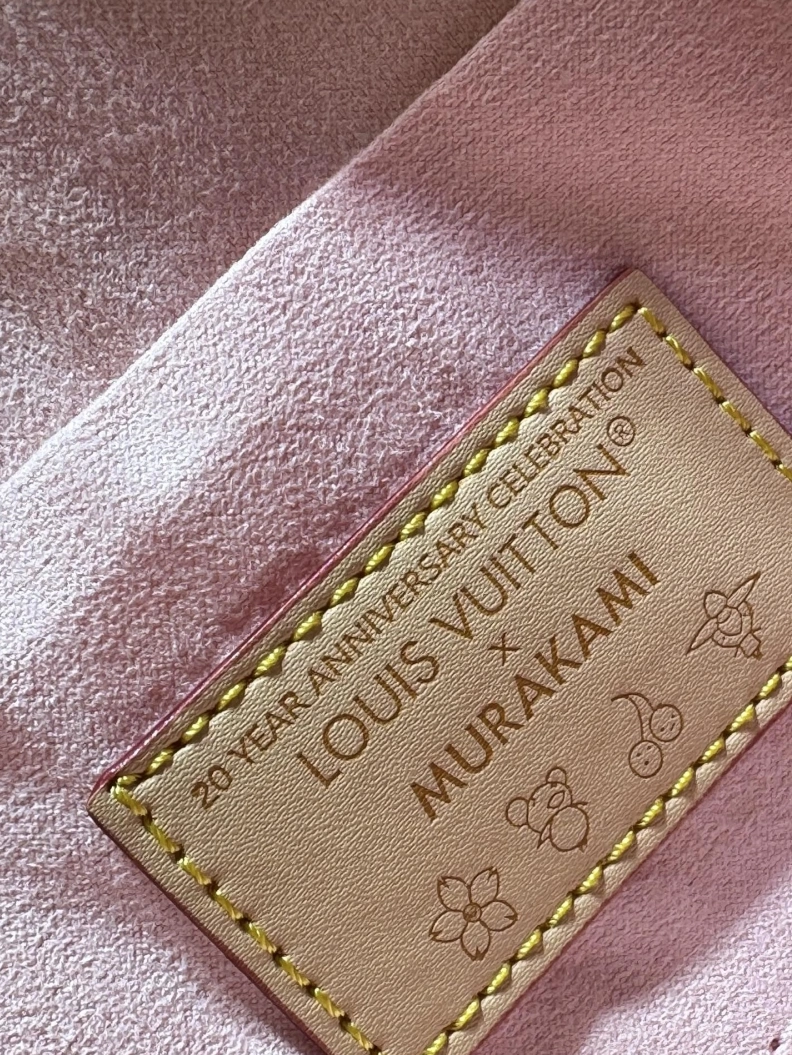 20 YEAR ANNIVERSARY CELEBRATION
LOUIS VUITTON®
×
MURAKAMI